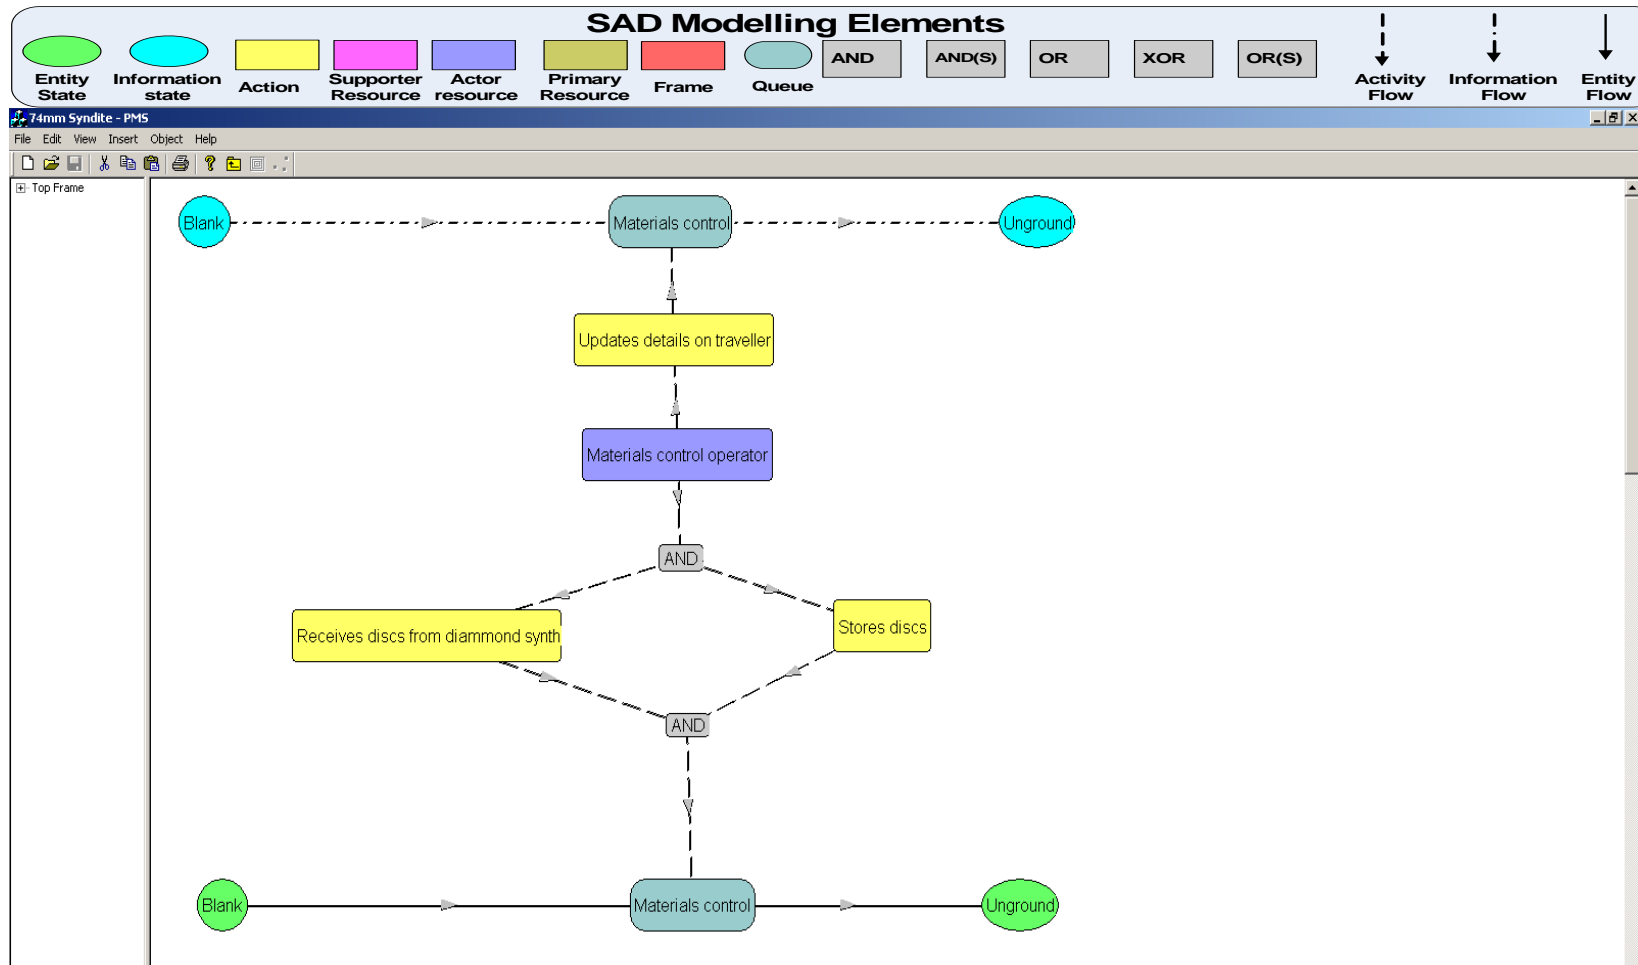 SAD Modelling Elements
AND
AND(S)
OR
XOR
OR(S)
Entity
State
Information
state
Action
Supporter
Resource
Actor
resource
Primary
Resource
Frame
Queue
Activity
Flow
Information
Flow
Entity
Flow
74mm Syndite - PMS
File Edit View Insert Object Help
Top Frame
Blank
Materials control
Unground
Updates details on traveller
Materials control operator
AND
Receives discs from diammond synth
Stores discs
AND
Blank
Materials control
Unground